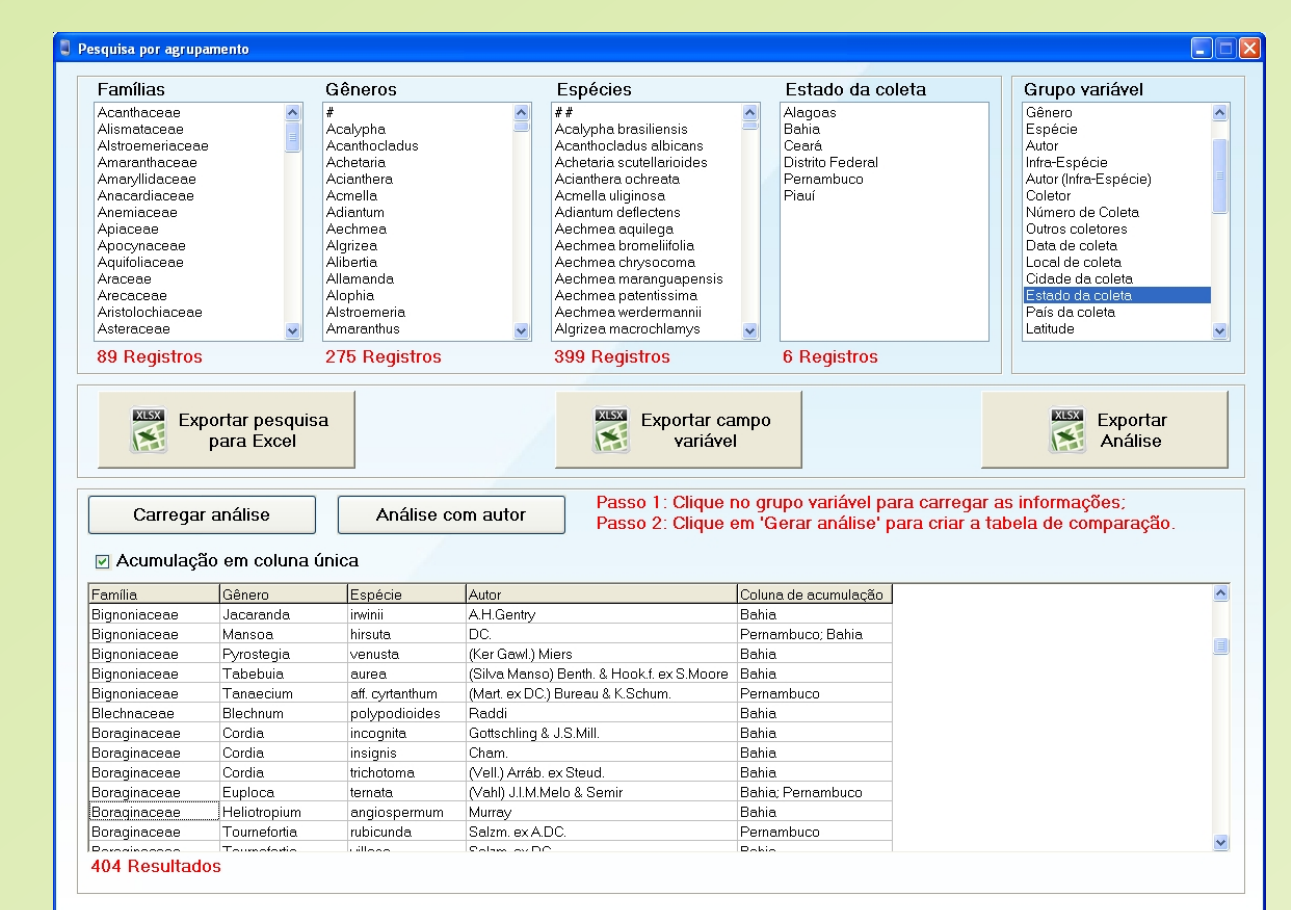 Pesquisa por agrupamento
Famílias
Acanthaceae
Alismataceae
Alstroemeriaceae
Amaranthaceae
Amaryllidaceae
Anacardiaceae
Anemiaceae
Apiaceae
Apocynaceae
Aquifoliaceae
Araceae
Arecaceae
Aristolochiaceae
Asteraceae
89 Registros
Gêneros
#
Acalypha
Acanthocladus
Achetaria
Acianthera
Acmella
Adiantum
Aechmea
Algrizea
Alibertia
Allamanda
Alophia
Alstroemeria
Amaranthus
275 Registros
Espécies
# #
Acalypha brasiliensis
Acanthocladus albicans
Achetaria scutellarioides
Acianthera ochreata
Acmella uliginosa
Adiantum deflectens
Aechmea aquilega
Aechmea bromeliifolia
Aechmea chrysocoma
Aechmea maranguapensis
Aechmea patentissima
Aechmea werdermannii
Algrizea macrochlamys
399 Registros
Estado da coleta
Alagoas
Bahia
Ceará
Distrito Federal
Pernambuco
Piauí
6 Registros
Grupo variável
Gênero
Espécie
Autor
Infra-Espécie
Autor (Infra-Espécie)
Coletor
Número de Coleta
Outros coletores
Data de coleta
Local de coleta
Cidade da coleta
Estado da coleta
País da coleta
Latitude
XLSX
Exportar pesquisa
para Excel
XLSX
Exportar campo
variável
XLSX
Exportar
Análise
Carregar análise
Análise com autor
Passo 1: Clique no grupo variável para carregar as informações;
Passo 2: Clique em 'Gerar análise' para criar a tabela de comparação.
Acumulação em coluna única
Família Gênero Espécie Autor Coluna de acumulação
Bignoniaceae Jacaranda irwinii A.H.Gentry Bahia
Bignoniaceae Mansoa hirsuta DC. Pernambuco; Bahia
Bignoniaceae Pyrostegia venusta (Ker Gawl.) Miers Bahia
Bignoniaceae Tabebuia aurea (Silva Manso) Benth. & Hook.f. ex S.Moore Bahia
Bignoniaceae Tanaecium aff. cyrtanthum (Mart. ex DC.) Bureau & K.Schum. Pernambuco
Blechnaceae Blechnum polypodioides Raddi Bahia
Boraginaceae Cordia incognita Gottschling & J.S.Mill. Bahia
Boraginaceae Cordia insignis Cham. Bahia
Boraginaceae Cordia trichotoma (Vell.) Arráb. ex Steud. Bahia
Boraginaceae Euploca ternata (Vahl) J.I.M.Melo & Semir Bahia; Pernambuco
Boraginaceae Heliotropium angiospermum Murray Bahia
Boraginaceae Tournefortia rubicunda Salzm. ex A.DC. Pernambuco
Boraginaceae Tournefortia villosa Salzm. ex DC. Bahia
404 Resultados